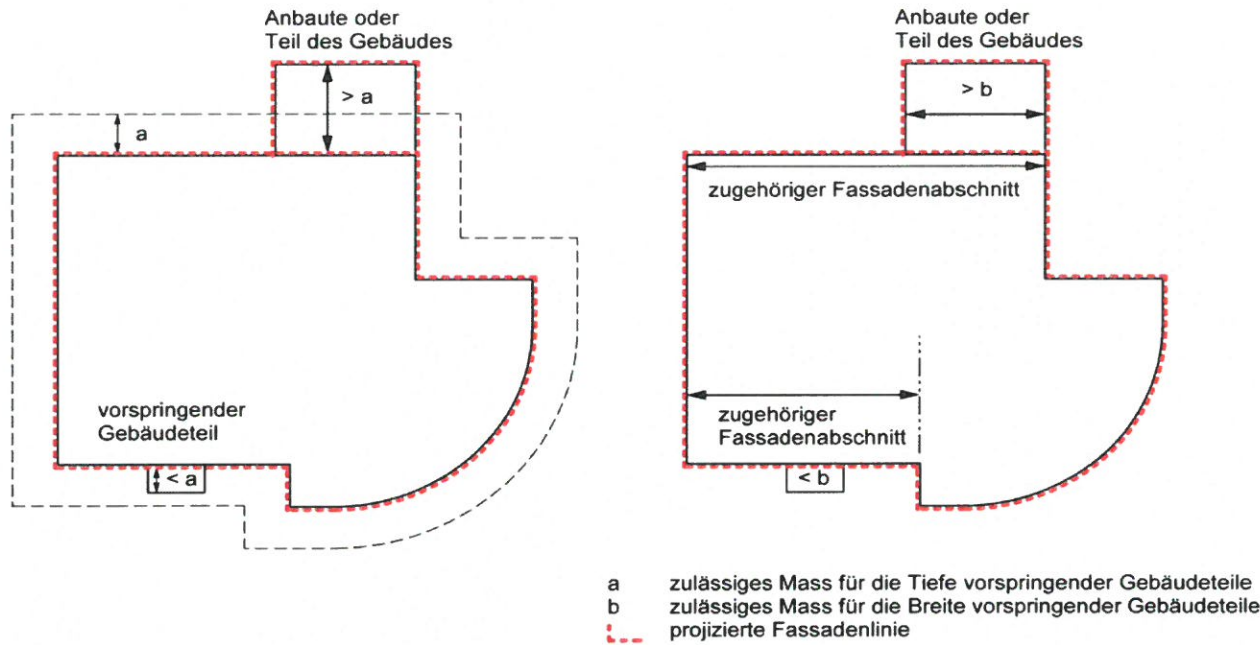 Anbaute oder
Teil des Gebäudes
> a
a
vorspringender
Gebäudeteil
< a
Anbaute oder
Teil des Gebäudes
> b
zugehöriger Fassadenabschnitt
zugehöriger
Fassadenabschnitt
< b
a zulässiges Mass für die Tiefe vorspringender Gebäudeteile
b zulässiges Mass für die Breite vorspringender Gebäudeteile
projizierte Fassadenlinie